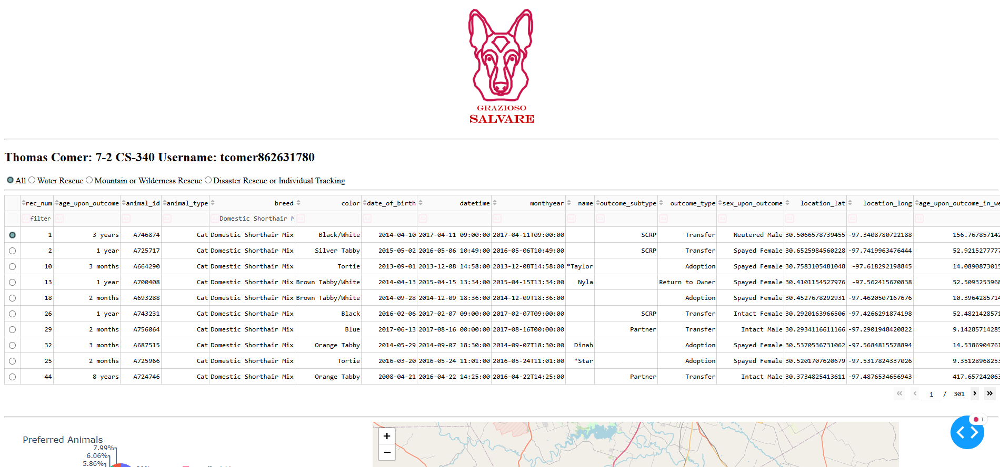 GRAZIOSO
SALVARE
Thomas Comer: 7-2 CS-340 Username: tcomer862631780
All Water Rescue Mountain or Wilderness Rescue Disaster Rescue or Individual Tracking
rec_num age_upon_outcome animal_id animal_type breed color date_of_birth datetime monthyear name outcome_subtype outcome_type sex_upon_outcome location_lat location_long age_upon_outcome_in_we
filter Domestic Shorthair M
1 3 years A746874 Cat Domestic Shorthair Mix Black/White 2014-04-10 2017-04-11 09:00:00 2017-04-11T09:00:00 SCRP Transfer Neutered Male 30.5066578739455 -97.3408780722188 156.767857142
2 1 year A725717 Cat Domestic Shorthair Mix Silver Tabby 2015-05-02 2016-05-06 10:49:00 2016-05-06T10:49:00 SCRP Transfer Spayed Female 30.6525984560228 -97.7419963476444 52.9215277777
10 3 months A664290 Cat Domestic Shorthair Mix Tortie 2013-09-01 2013-12-08 14:58:00 2013-12-08T14:58:00 *Taylor Adoption Spayed Female 30.7583105481048 -97.618292198845 14.0890873015
13 1 year A700408 Cat Domestic Shorthair Mix Brown Tabby/White 2014-04-13 2015-04-15 13:34:00 2015-04-15T13:34:00 Nyla Return to Owner Spayed Female 30.4101154527976 -97.562415670838 52.5093253968
18 2 months A693288 Cat Domestic Shorthair Mix Brown Tabby/White 2014-09-28 2014-12-09 18:36:00 2014-12-09T18:36:00 Adoption Spayed Female 30.4527678292931 -97.4620507167676 10.3964285714
26 1 year A743231 Cat Domestic Shorthair Mix Black 2016-02-06 2017-02-07 09:00:00 2017-02-07T09:00:00 SCRP Transfer Intact Female 30.2920163966506 -97.4266291874198 52.4821428571
29 2 months A756064 Cat Domestic Shorthair Mix Blue 2017-06-13 2017-08-16 00:00:00 2017-08-16T00:00:00 Partner Transfer Intact Male 30.2934116611166 -97.2901948420822 9.14285714285
32 3 months A687515 Cat Domestic Shorthair Mix Orange Tabby 2014-05-29 2014-09-07 18:30:00 2014-09-07T18:30:00 Dinah Adoption Spayed Female 30.5370536731062 -97.5684815578894 14.5386904761
25 2 months A725966 Cat Domestic Shorthair Mix Tortie 2016-03-20 2016-05-24 11:01:00 2016-05-24T11:01:00 *Star Adoption Spayed Female 30.5201707620679 -97.5317824337026 9.35128968253
44 8 years A724746 Cat Domestic Shorthair Mix Orange Tabby 2008-04-21 2016-04-22 14:25:00 2016-04-22T14:25:00 Partner Transfer Intact Male 30.3734825413611 -97.4876534656943 417.657242063
1 / 301
1
Preferred Animals
7.99%
6.06%
5.86%
+
−